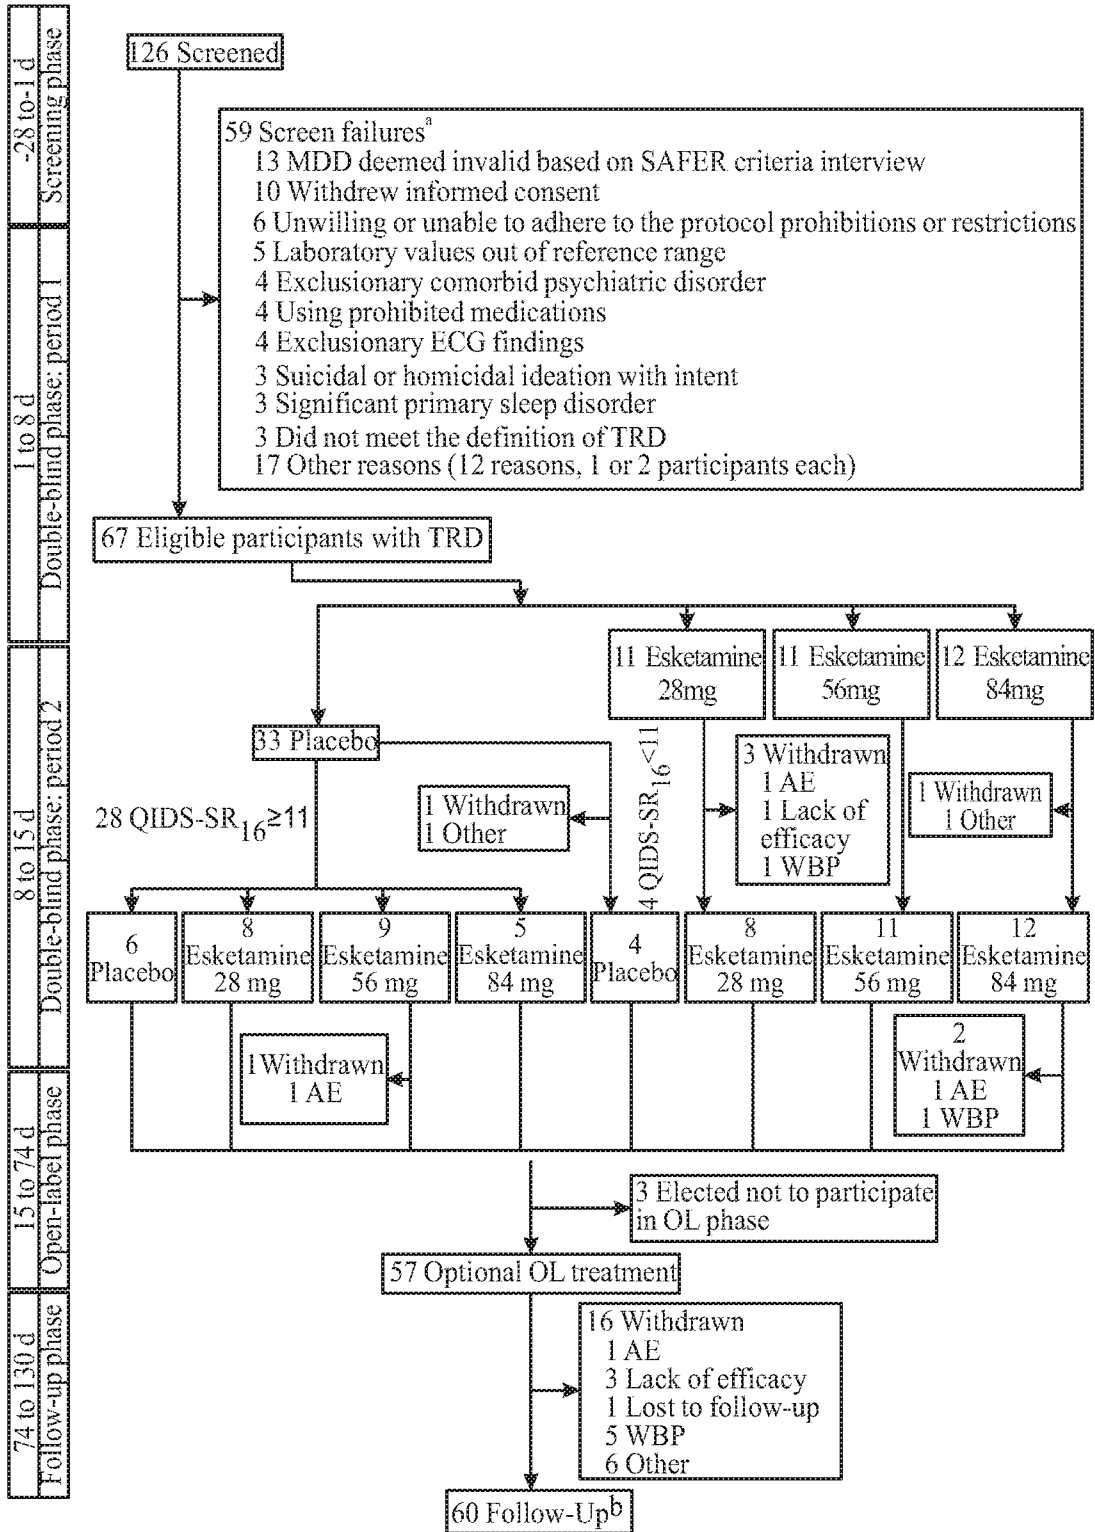 -28 to -1 d
Screening phase
1 to 8 d
Double-blind phase: period 1
8 to 15 d
Double-blind phase: period 2
15 to 74 d
Open-label phase
74 to 130 d
Follow-up phase
126 Screened
59 Screen failures a
13 MDD deemed invalid based on SAFER criteria interview
10 Withdrew informed consent
6 Unwilling or unable to adhere to the protocol prohibitions or restrictions
5 Laboratory values out of reference range
4 Exclusionary comorbid psychiatric disorder
4 Using prohibited medications
4 Exclusionary ECG findings
3 Suicidal or homicidal ideation with intent
3 Significant primary sleep disorder
3 Did not meet the definition of TRD
17 Other reasons (12 reasons, 1 or 2 participants each)
67 Eligible participants with TRD
11 Esketamine
28mg
11 Esketamine
56mg
12 Esketamine
84mg
33 Placebo
28 QIDS-SR16≥11
1 Withdrawn
1 Other
4 QIDS-SR16<11
3 Withdrawn
1 AE
1 Lack of
efficacy
1 WBP
1 Withdrawn
1 Other
6
Placebo
8
Esketamine
28 mg
9
Esketamine
56 mg
5
Esketamine
84 mg
4
Placebo
8
Esketamine
28 mg
11
Esketamine
56 mg
12
Esketamine
84 mg
1 Withdrawn
1 AE
2
Withdrawn
1 AE
1 WBP
3 Elected not to participate
in OL phase
57 Optional OL treatment
16 Withdrawn
1 AE
3 Lack of efficacy
1 Lost to follow-up
5 WBP
6 Other
60 Follow-Up b